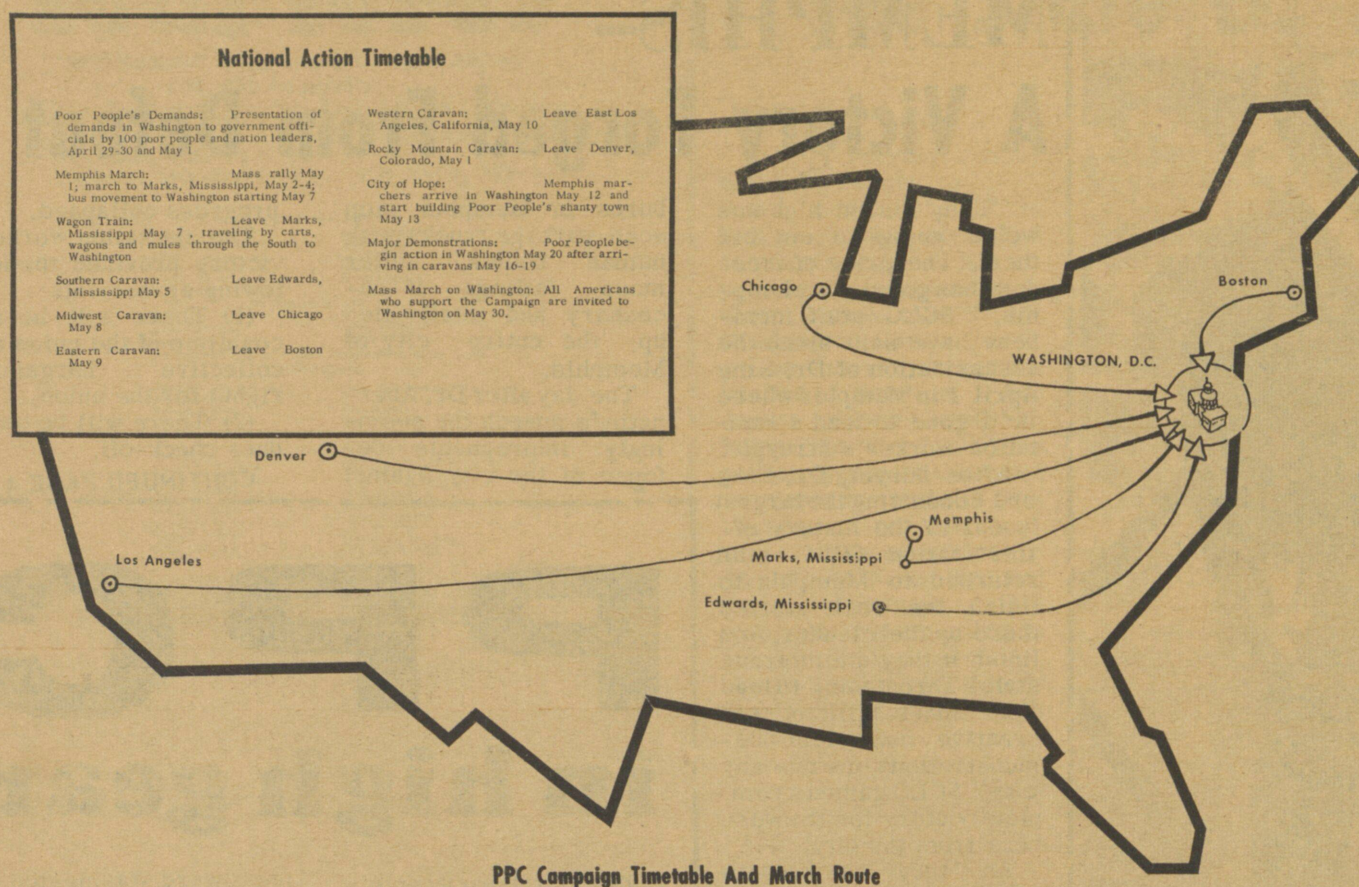 National Action Timetable
Poor People's Demands: Presentation of
demands in Washington to government offi-
cials by 100 poor people and nation leaders,
April 29-30 and May 1
Memphis March: Mass rally May
1; march to Marks, Mississippi, May 2-4;
bus movement to Washington starting May 7
Wagon Train: Leave Marks,
Mississippi May 7 , traveling by carts,
wagons and mules through the South to
Washington
Southern Caravan: Leave Edwards,
Mississippi May 5
Midwest Caravan: Leave Chicago
May 8
Eastern Caravan: Leave Boston
May 9
Western Caravan: Leave East Los
Angeles, California, May 10
Rocky Mountain Caravan: Leave Denver,
Colorado, May 1
City of Hope: Memphis mar-
chers arrive in Washington May 12 and
start building Poor People's shanty town
May 13
Major Demonstrations: Poor People be-
gin action in Washington May 20 after arri-
ving in caravans May 16-19
Mass March on Washington: All Americans
who support the Campaign are invited to
Washington on May 30.
Chicago
Boston
WASHINGTON, D.C.
Denver
Memphis
Los Angeles
Marks, Mississippi
Edwards, Mississippi
PPC Campaign Timetable And March Route